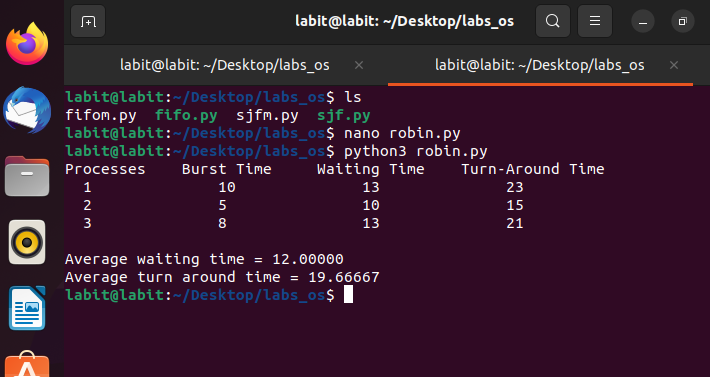 labit@labit: ~/Desktop/labs_os
labit@labit: ~/Desktop/labs_os × labit@labit: ~/Desktop/labs_os ×
labit@labit:~/Desktop/labs_os$ ls
fifom.py fifo.py sjfm.py sjf.py
labit@labit:~/Desktop/labs_os$ nano robin.py
labit@labit:~/Desktop/labs_os$ python3 robin.py
Processes Burst Time Waiting Time Turn-Around Time
1 10 13 23
2 5 10 15
3 8 13 21
Average waiting time = 12.00000
Average turn around time = 19.66667
labit@labit:~/Desktop/labs_os$